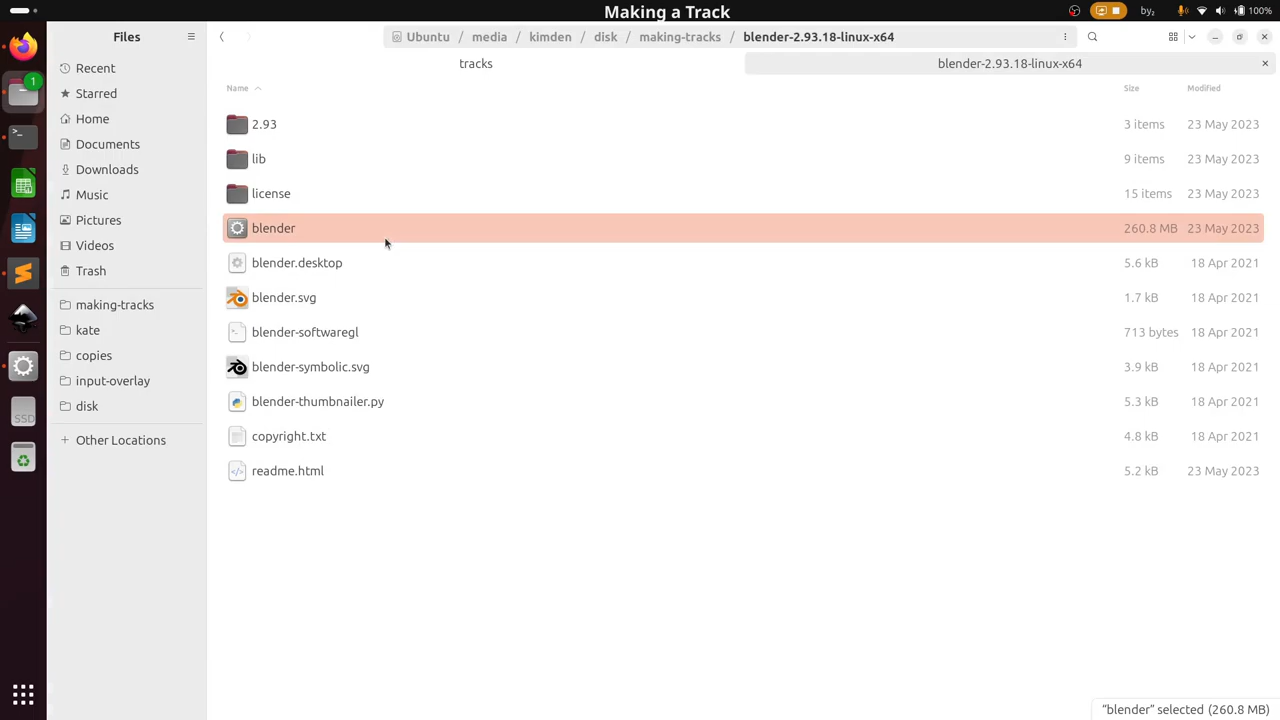 Making a Track
by₂
100%
Files
Ubuntu / media / kimden / disk / making-tracks / blender-2.93.18-linux-x64
tracks
blender-2.93.18-linux-x64
Name
Size
Modified
Recent
Starred
Home
Documents
Downloads
Music
Pictures
Videos
Trash
making-tracks
kate
copies
input-overlay
disk
Other Locations
1
SSD
2.93 3 items 23 May 2023
lib 9 items 23 May 2023
license 15 items 23 May 2023
blender 260.8 MB 23 May 2023
blender.desktop 5.6 kB 18 Apr 2021
blender.svg 1.7 kB 18 Apr 2021
blender-softwaregl 713 bytes 18 Apr 2021
blender-symbolic.svg 3.9 kB 18 Apr 2021
blender-thumbnailer.py 5.3 kB 18 Apr 2021
copyright.txt 4.8 kB 18 Apr 2021
readme.html 5.2 kB 23 May 2023
“blender” selected (260.8 MB)